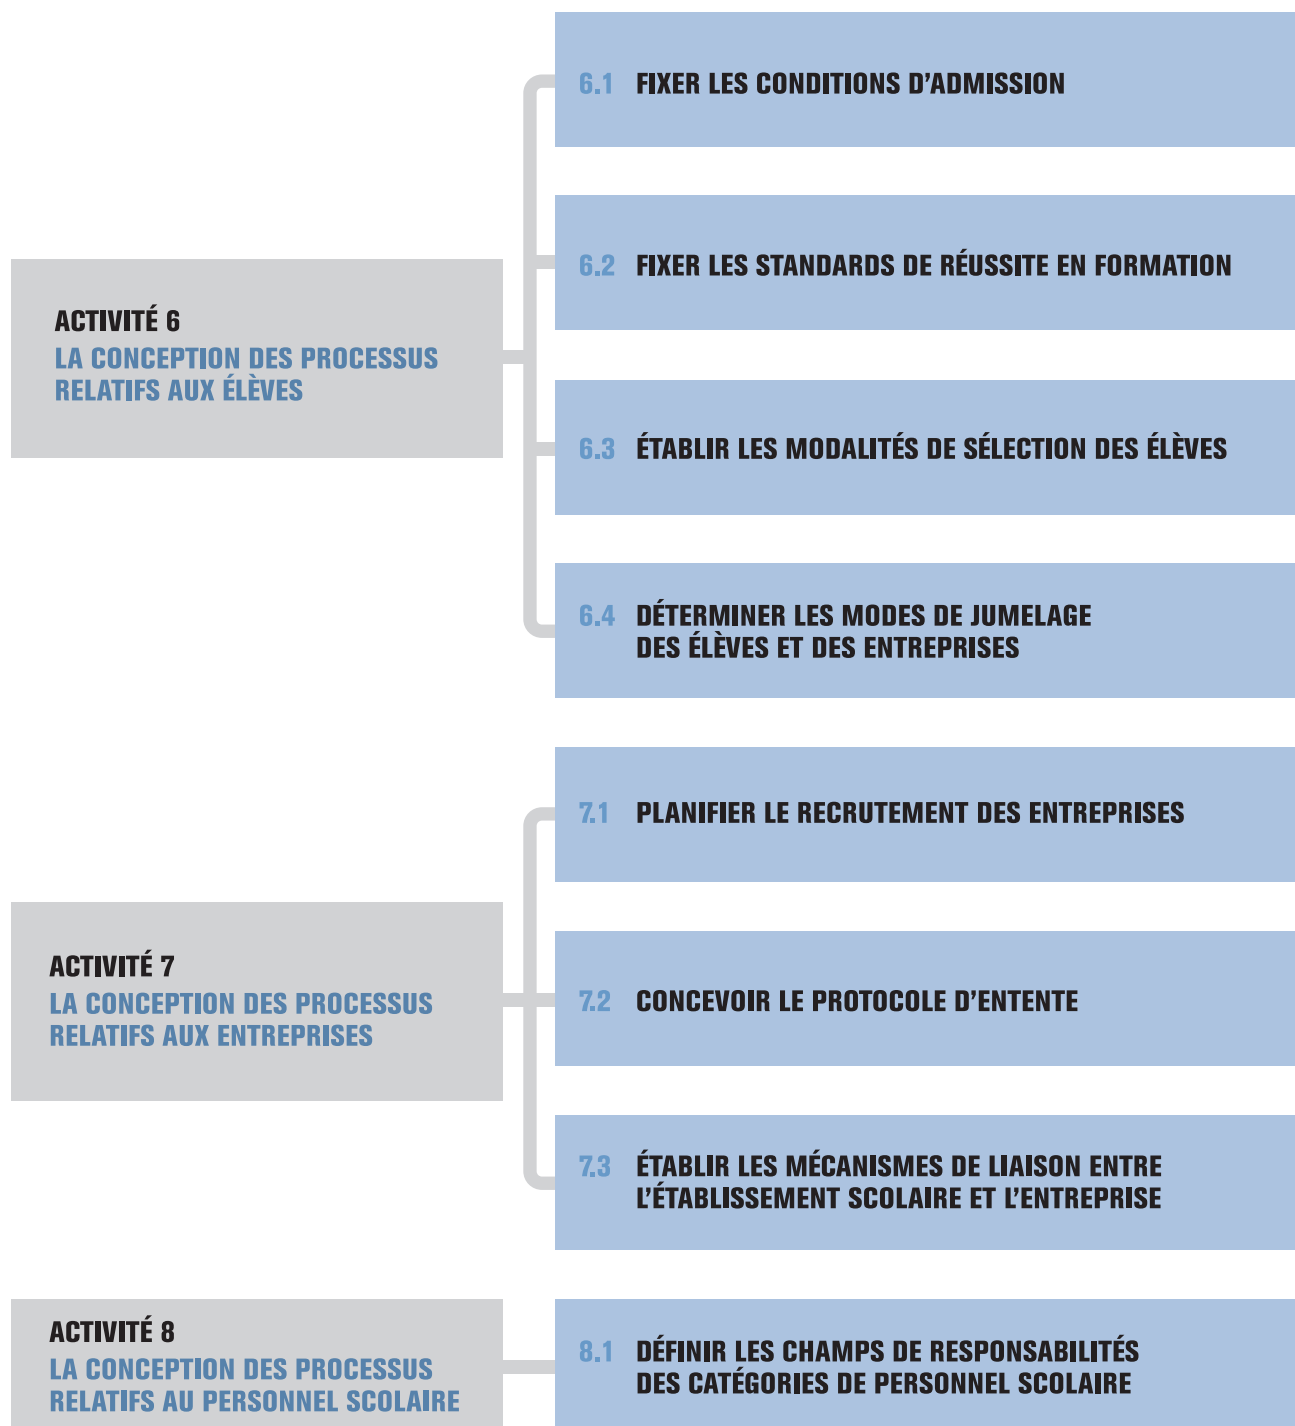 6.1 FIXER LES CONDITIONS D’ADMISSION
6.2 FIXER LES STANDARDS DE RÉUSSITE EN FORMATION
ACTIVITÉ 6
LA CONCEPTION DES PROCESSUS
RELATIFS AUX ÉLÈVES
6.3 ÉTABLIR LES MODALITÉS DE SÉLECTION DES ÉLÈVES
6.4 DÉTERMINER LES MODES DE JUMELAGE
DES ÉLÈVES ET DES ENTREPRISES
7.1 PLANIFIER LE RECRUTEMENT DES ENTREPRISES
ACTIVITÉ 7
LA CONCEPTION DES PROCESSUS
RELATIFS AUX ENTREPRISES
7.2 CONCEVOIR LE PROTOCOLE D’ENTENTE
7.3 ÉTABLIR LES MÉCANISMES DE LIAISON ENTRE
L’ÉTABLISSEMENT SCOLAIRE ET L’ENTREPRISE
ACTIVITÉ 8
LA CONCEPTION DES PROCESSUS
RELATIFS AU PERSONNEL SCOLAIRE
8.1 DÉFINIR LES CHAMPS DE RESPONSABILITÉS
DES CATÉGORIES DE PERSONNEL SCOLAIRE